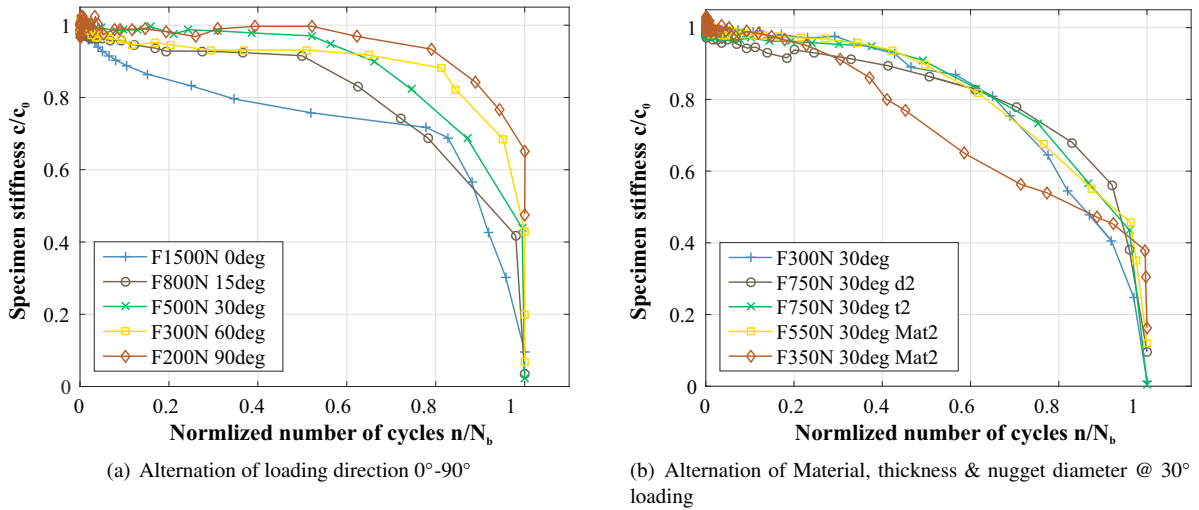 1
0.8
0.6
0.4
0.2
0
Specimen stiffness c/c₀
F1500N 0deg
F800N 15deg
F500N 30deg
F300N 60deg
F200N 90deg
0 0.2 0.4 0.6 0.8 1
Normlized number of cycles n/N_b
(a) Alternation of loading direction 0°-90°
1
0.8
0.6
0.4
0.2
0
Specimen stiffness c/c₀
F300N 30deg
F750N 30deg d2
F750N 30deg t2
F550N 30deg Mat2
F350N 30deg Mat2
0 0.2 0.4 0.6 0.8 1
Normlized number of cycles n/N_b
(b) Alternation of Material, thickness & nugget diameter @ 30°
loading